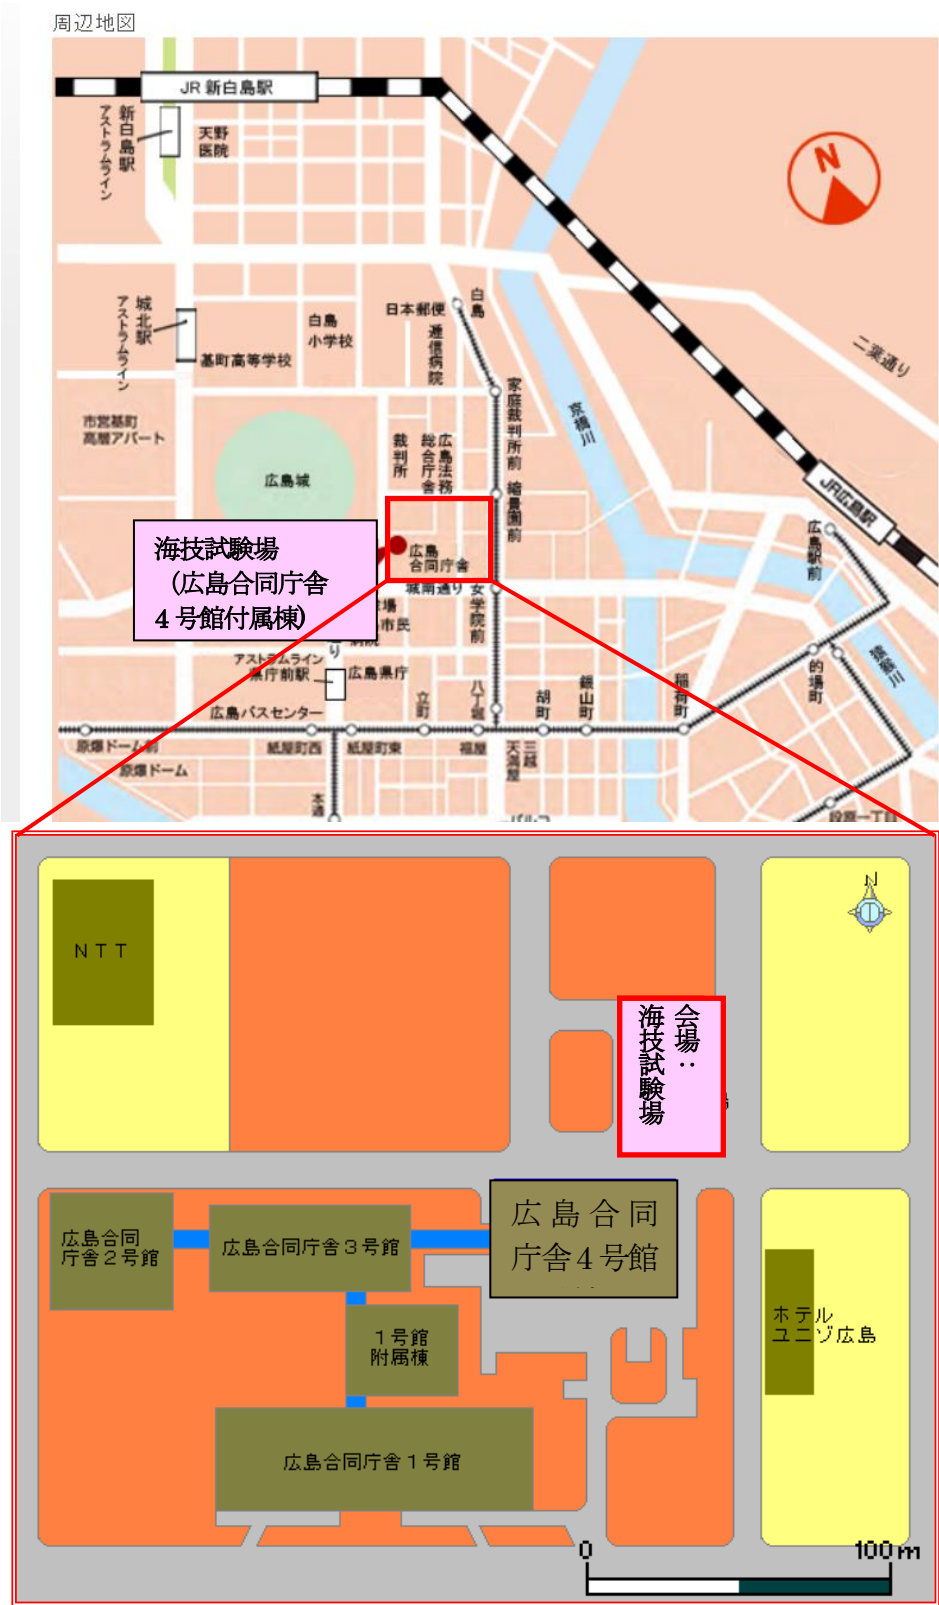 周辺地図
JR 新白島駅
新白島駅
アストラムライン
天野
医院
N
城北駅
アストラムライン
白島
小学校
基町高等学校
日本郵便
逓信病院
白島
二葉通り
市営基町
高層アパート
広島城
裁判所
広島法務
総合庁舎
家庭裁判所前
縮景園前
京橋川
JR広島駅
広島駅前
海技試験場
（広島合同庁舎
4 号館付属棟）
広島
合同庁舎
城南通り
女学院前
場
市民
病院
り
アストラムライン
県庁前駅
広島県庁
広島バスセンター
立町
八丁堀
胡町
銀山町
稲荷町
的場町
猿猴川
原爆ドーム前
原爆ドーム
紙屋町西
紙屋町東
福屋
天満屋
三越
本通
パルコ
段原一丁目
N
ＮＴＴ
会場：
海技試験場
広島合同
庁舎２号館
広島合同庁舎３号館
広島合同
庁舎4 号館
１号館
附属棟
ホテル
ユニゾ広島
広島合同庁舎１号館
0
100 m